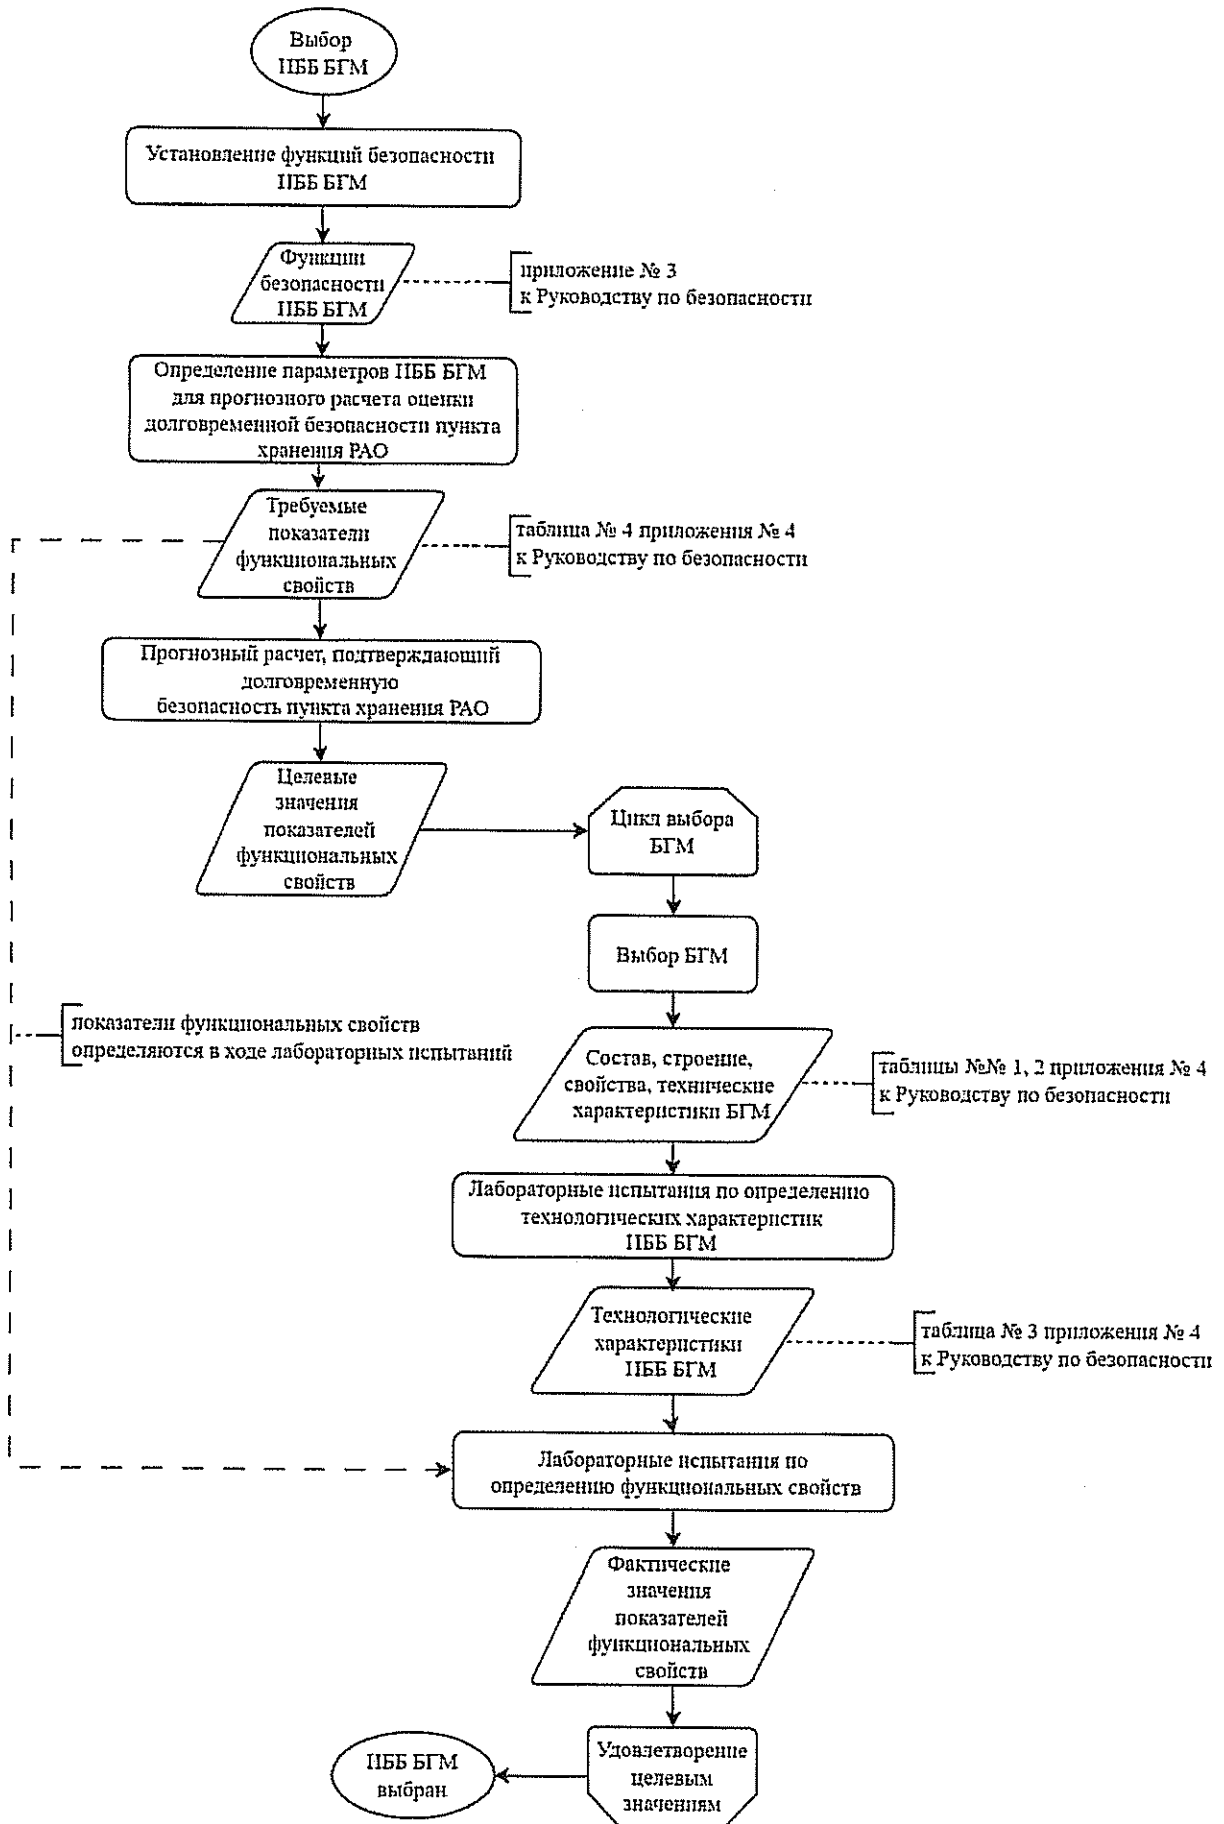 Выбор
ИББ БГМ
Установление функций безопасности
ИББ БГМ
Функции
безопасности
ИББ БГМ
приложение № 3
к Руководству по безопасности
Определение параметров ИББ БГМ
для прогнозного расчета оценки
долговременной безопасности пункта
хранения РАО
Требуемые
показатели
функциональных
свойств
таблица № 4 приложения № 4
к Руководству по безопасности
Прогнозный расчет, подтверждающий
долговременную
безопасность пункта хранения РАО
Целевые
значения
показателей
функциональных
свойств
Цикл выбора
БГМ
Выбор БГМ
показатели функциональных свойств
определяются в ходе лабораторных испытаний
Состав, строение,
свойства, технические
характеристики БГМ
таблицы №№ 1, 2 приложения № 4
к Руководству по безопасности
Лабораторные испытания по определению
технологических характеристик
ИББ БГМ
Технологические
характеристики
ИББ БГМ
таблица № 3 приложения № 4
к Руководству по безопасности
Лабораторные испытания по
определению функциональных свойств
Фактические
значения
показателей
функциональных
свойств
Удовлетворение
целевым
значениям
ИББ БГМ
выбран